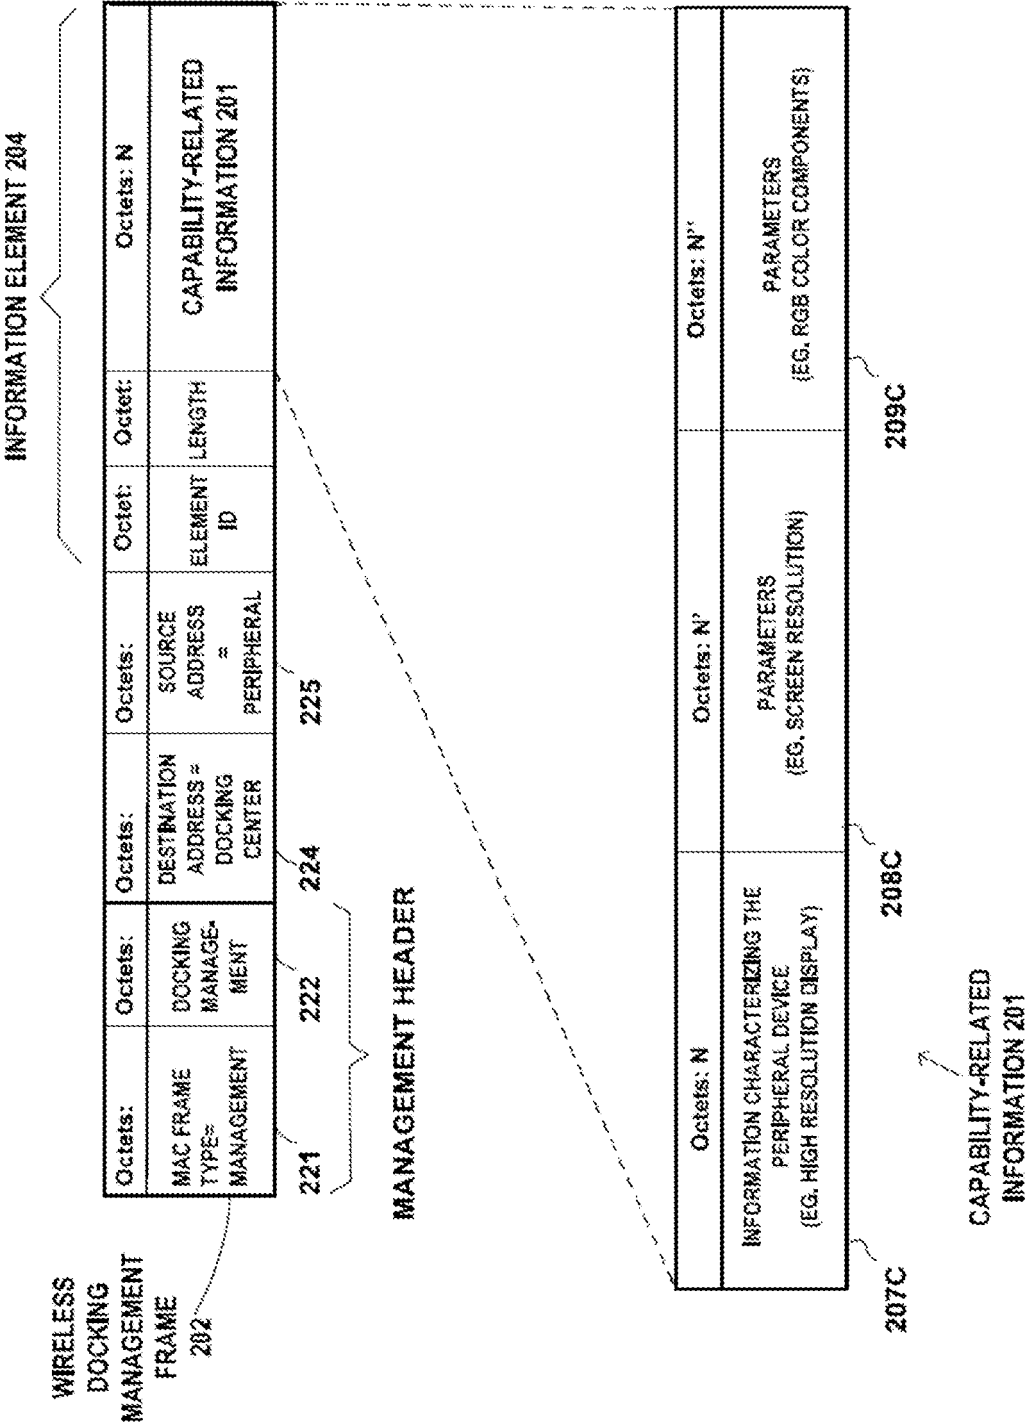 INFORMATION ELEMENT 204
WIRELESS
DOCKING
MANAGEMENT
FRAME
202
Octets:
Octets:
Octets:
Octets:
Octet:
Octet:
Octets: N
MAC FRAME
TYPE=
MANAGEMENT
DOCKING
MANAGE-
MENT
DESTINATION
ADDRESS =
DOCKING
CENTER
SOURCE
ADDRESS
=
PERIPHERAL
ELEMENT
ID
LENGTH
CAPABILITY-RELATED
INFORMATION 201
221
222
224
225
MANAGEMENT HEADER
Octets: N
Octets: N'
Octets: N''
INFORMATION CHARACTERIZING THE
PERIPHERAL DEVICE
(EG. HIGH RESOLUTION DISPLAY)
PARAMETERS
(EG. SCREEN RESOLUTION)
PARAMETERS
(EG. RGB COLOR COMPONENTS)
207C
208C
209C
CAPABILITY-RELATED
INFORMATION 201